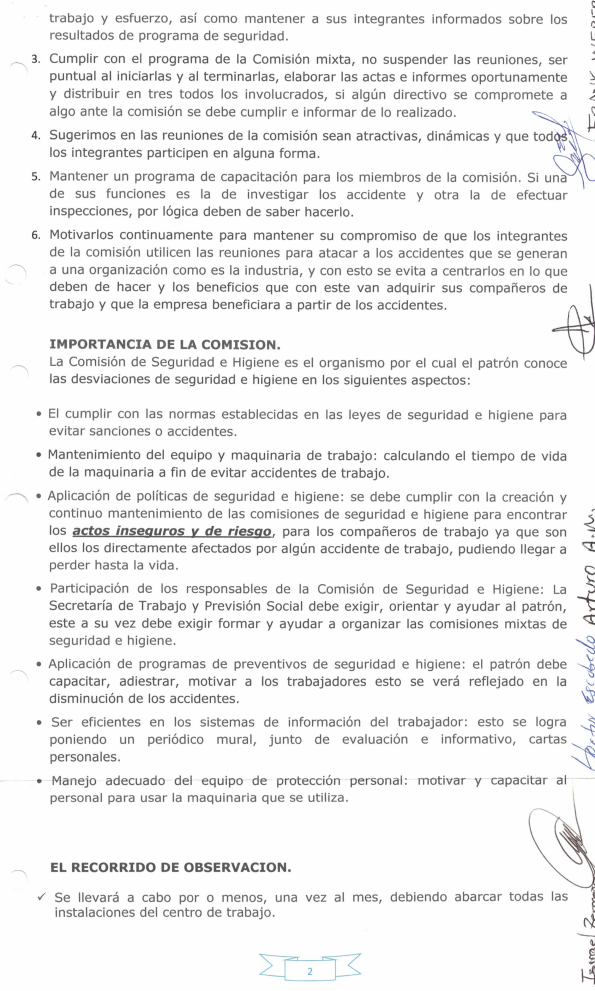 trabajo y esfuerzo, así como mantener a sus integrantes informados sobre los
resultados de programa de seguridad.
3. Cumplir con el programa de la Comisión mixta, no suspender las reuniones, ser
puntual al iniciarlas y al terminarlas, elaborar las actas e informes oportunamente
y distribuir en tres todos los involucrados, si algún directivo se compromete a
algo ante la comisión se debe cumplir e informar de lo realizado.
4. Sugerimos en las reuniones de la comisión sean atractivas, dinámicas y que todos
los integrantes participen en alguna forma.
5. Mantener un programa de capacitación para los miembros de la comisión. Si una
de sus funciones es la de investigar los accidente y otra la de efectuar
inspecciones, por lógica deben de saber hacerlo.
6. Motivarlos continuamente para mantener su compromiso de que los integrantes
de la comisión utilicen las reuniones para atacar a los accidentes que se generan
a una organización como es la industria, y con esto se evita a centrarlos en lo que
deben de hacer y los beneficios que con este van adquirir sus compañeros de
trabajo y que la empresa beneficiara a partir de los accidentes.
IMPORTANCIA DE LA COMISION.
La Comisión de Seguridad e Higiene es el organismo por el cual el patrón conoce
las desviaciones de seguridad e higiene en los siguientes aspectos:
• El cumplir con las normas establecidas en las leyes de seguridad e higiene para
evitar sanciones o accidentes.
• Mantenimiento del equipo y maquinaria de trabajo: calculando el tiempo de vida
de la maquinaria a fin de evitar accidentes de trabajo.
• Aplicación de políticas de seguridad e higiene: se debe cumplir con la creación y
continuo mantenimiento de las comisiones de seguridad e higiene para encontrar
los actos inseguros y de riesgo, para los compañeros de trabajo ya que son
ellos los directamente afectados por algún accidente de trabajo, pudiendo llegar a
perder hasta la vida.
• Participación de los responsables de la Comisión de Seguridad e Higiene: La
Secretaría de Trabajo y Previsión Social debe exigir, orientar y ayudar al patrón,
este a su vez debe exigir formar y ayudar a organizar las comisiones mixtas de
seguridad e higiene.
• Aplicación de programas de preventivos de seguridad e higiene: el patrón debe
capacitar, adiestrar, motivar a los trabajadores esto se verá reflejado en la
disminución de los accidentes.
• Ser eficientes en los sistemas de información del trabajador: esto se logra
poniendo un periódico mural, junto de evaluación e informativo, cartas
personales.
• Manejo adecuado del equipo de protección personal: motivar y capacitar al
personal para usar la maquinaria que se utiliza.
EL RECORRIDO DE OBSERVACION.
✓ Se llevará a cabo por o menos, una vez al mes, debiendo abarcar todas las
instalaciones del centro de trabajo.
2
FRANK WEBER
Arturo A.M.
Escobedo
Ismael